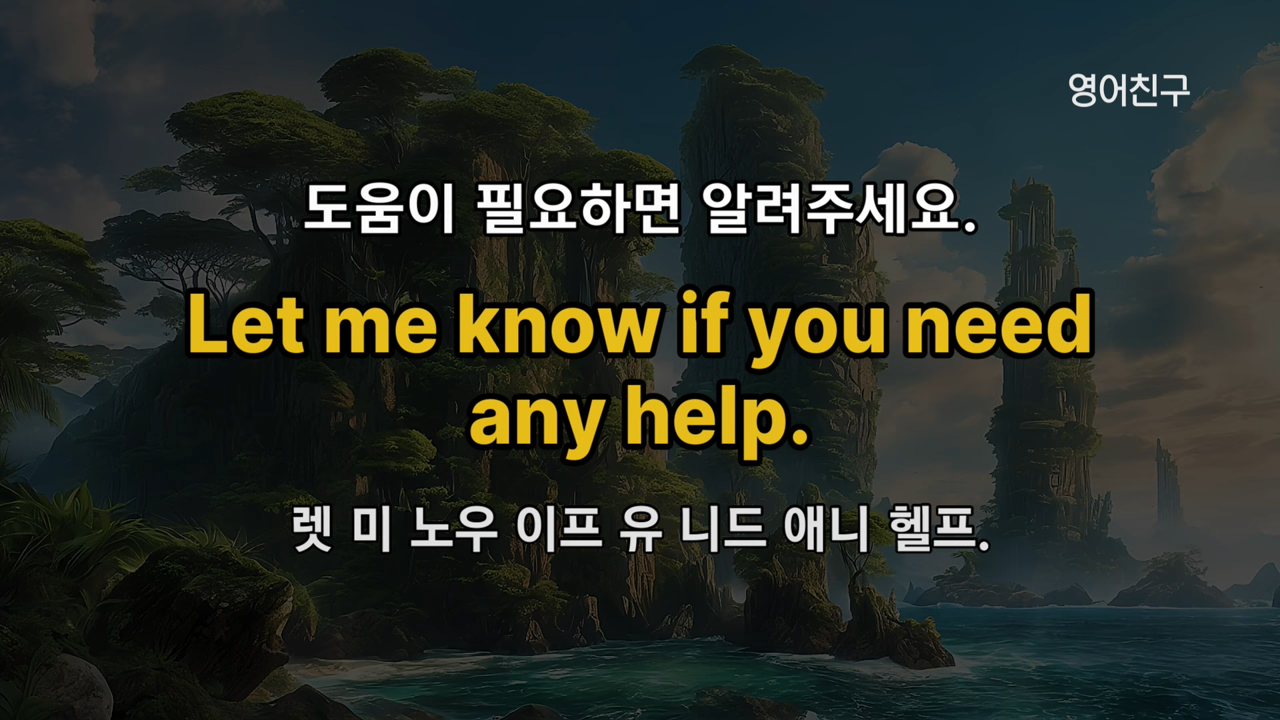 영어친구
도움이 필요하면 알려주세요.
Let me know if you need
any help.
렛 미 노우 이프 유 니드 애니 헬프.